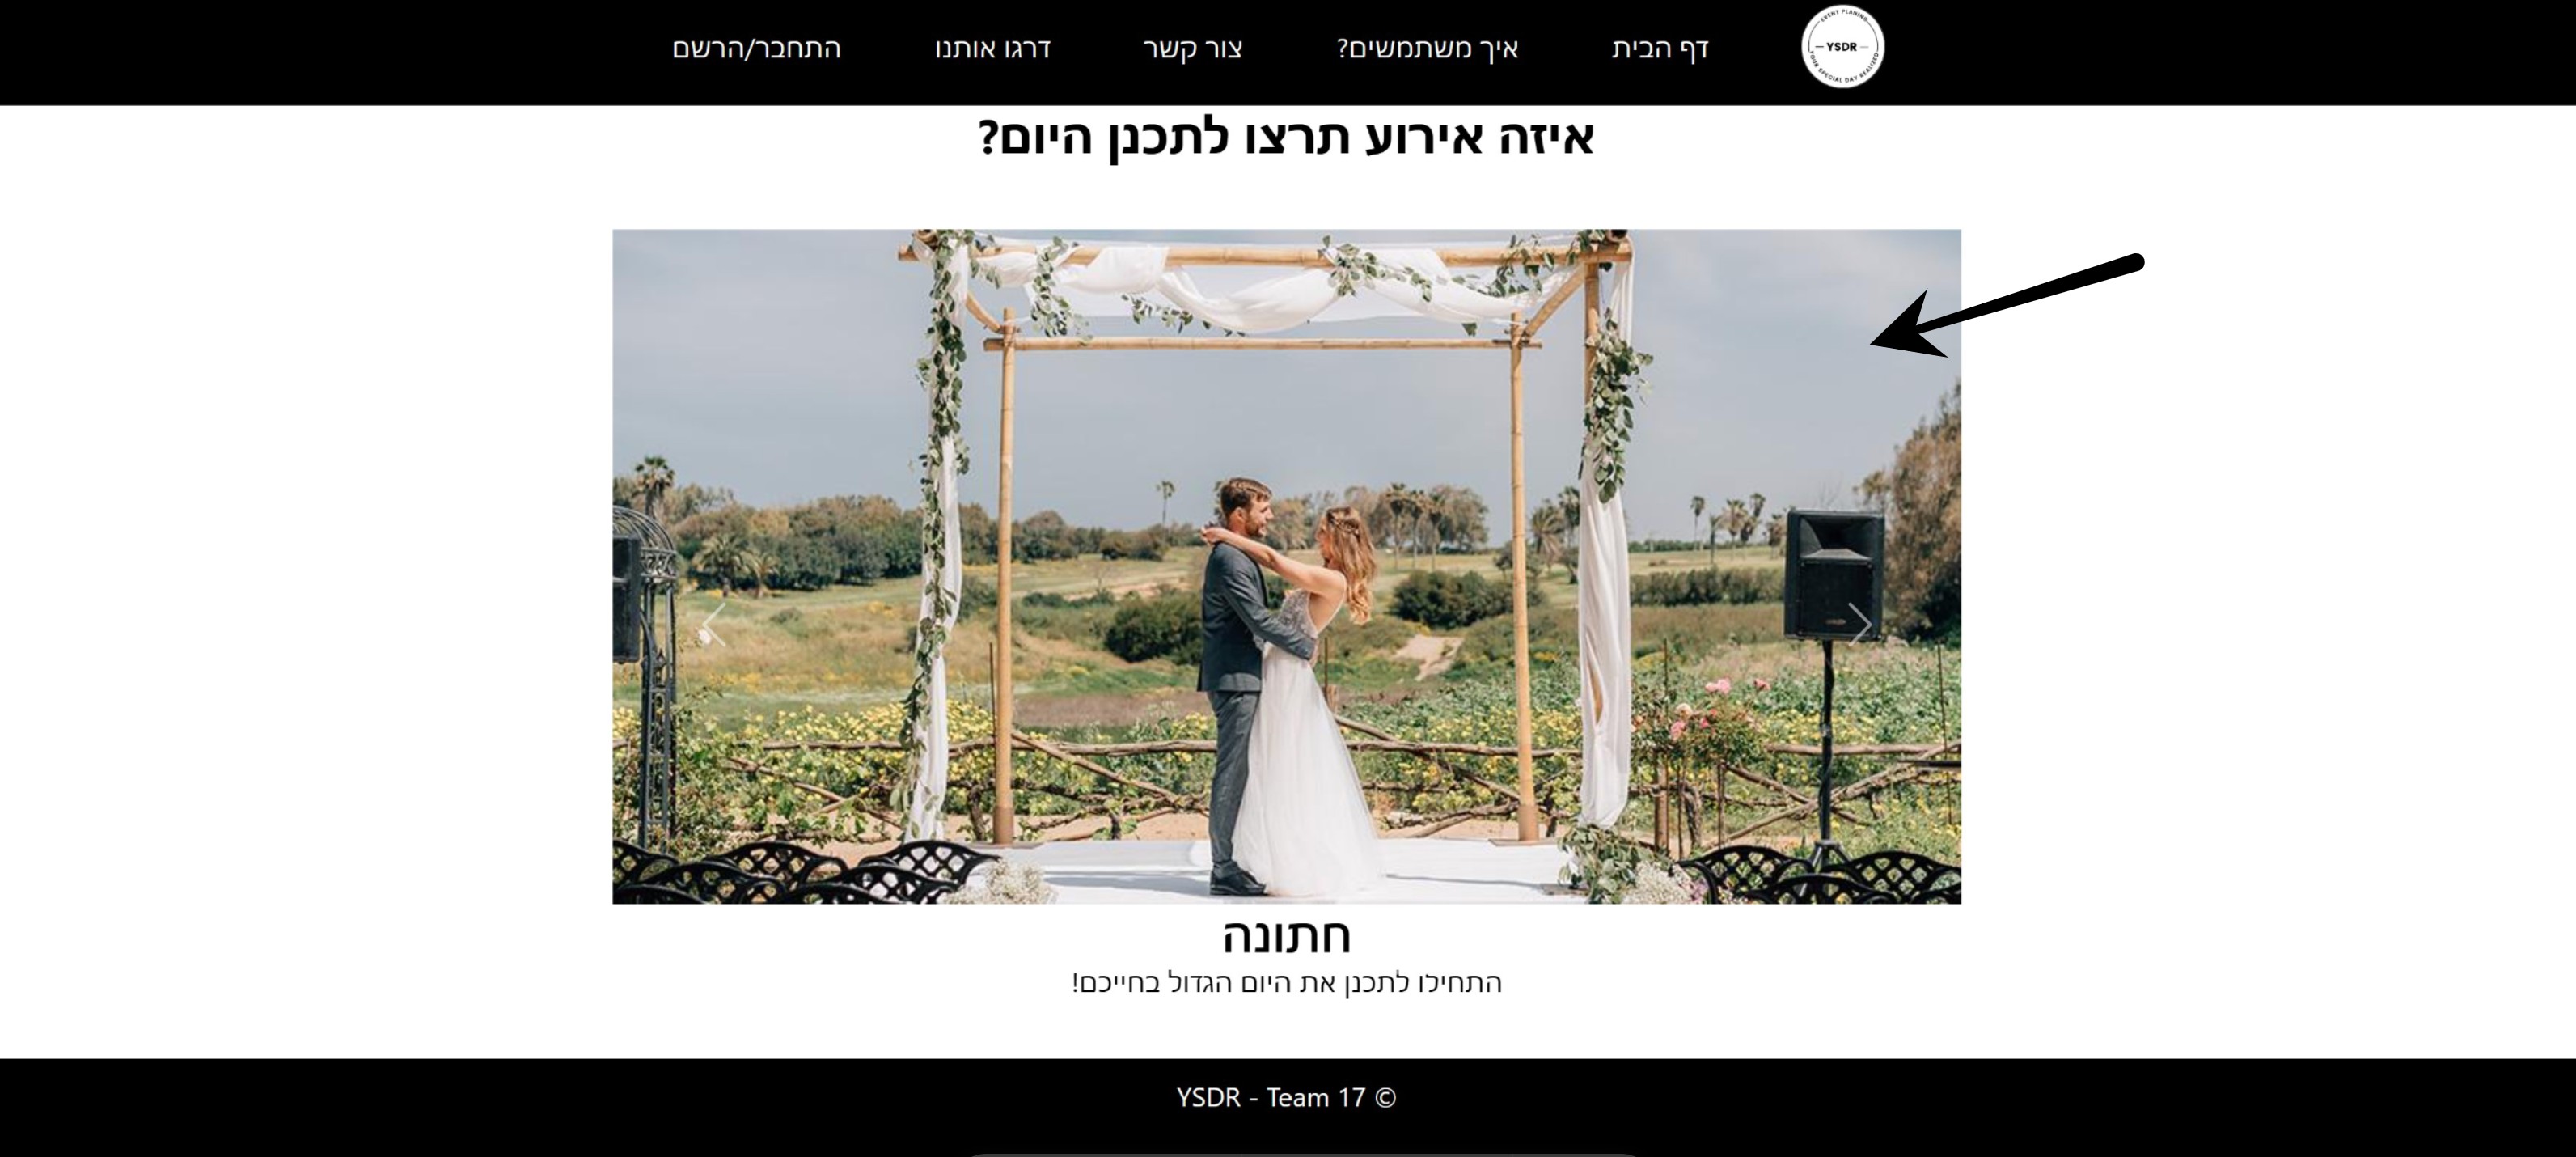 EVENT PLANING
YSDR
YOUR SPECIAL DAY REALIZED
דף הבית איך משתמשים? צור קשר דרגו אותנו התחבר/הרשם
איזה אירוע תרצו לתכנן היום?
חתונה
התחילו לתכנן את היום הגדול בחייכם!
YSDR - Team 17 ©